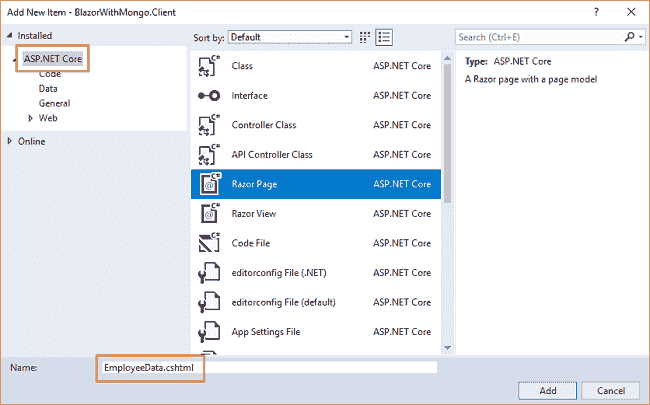 Add New Item - BlazorWithMongo.Client
? ×
Installed
ASP.NET Core
Code
Data
General
Web
Online
Sort by: Default
Class ASP.NET Core
Interface ASP.NET Core
Controller Class ASP.NET Core
API Controller Class ASP.NET Core
Razor Page ASP.NET Core
Razor View ASP.NET Core
Code File ASP.NET Core
editorconfig File (.NET) ASP.NET Core
editorconfig File (default) ASP.NET Core
App Settings File ASP.NET Core
Search (Ctrl+E)
Type: ASP.NET Core
A Razor page with a page model
Name: EmployeeData.cshtml
Add Cancel